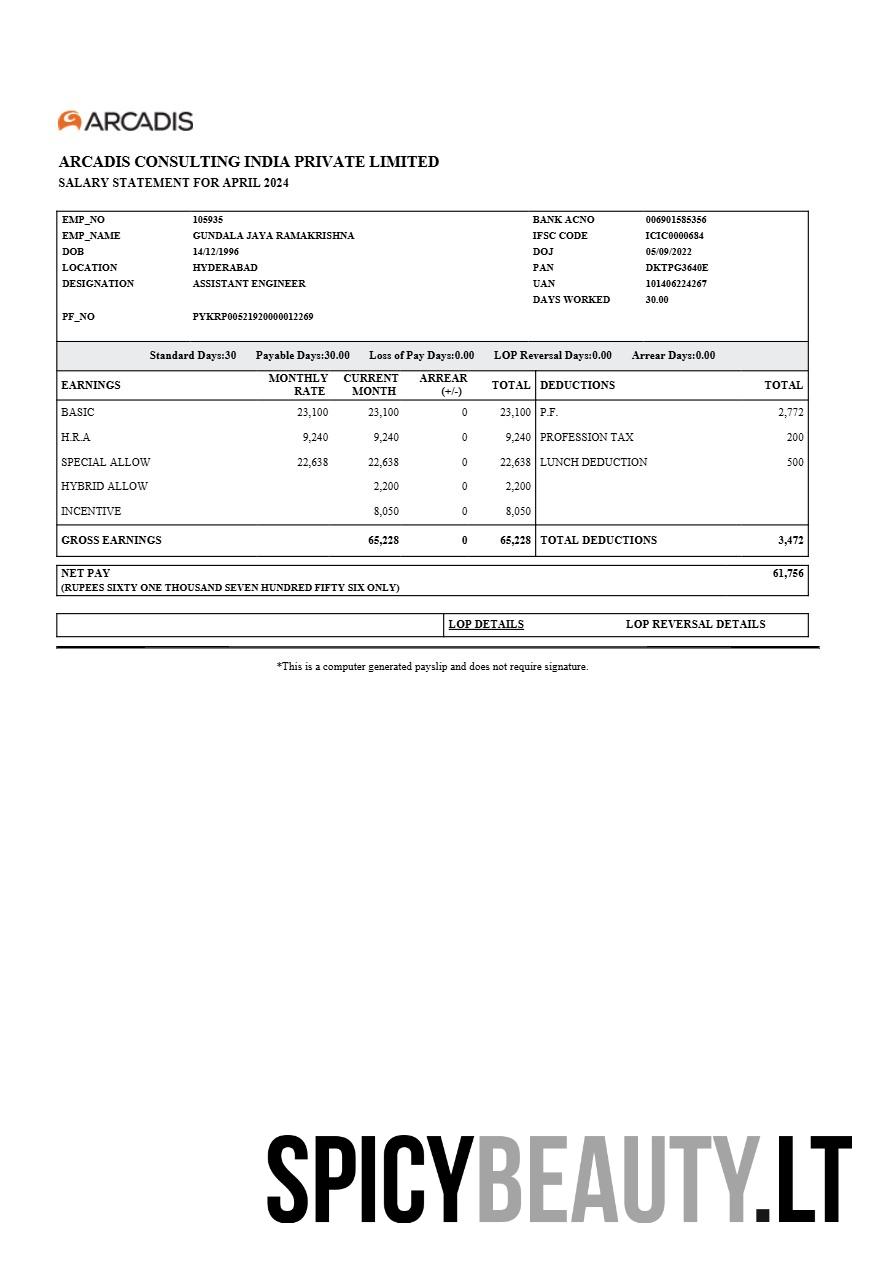 ARCADIS
ARCADIS CONSULTING INDIA PRIVATE LIMITED
SALARY STATEMENT FOR APRIL 2024
EMP_NO 105935 BANK ACNO 006901585356
EMP_NAME GUNDALA JAYA RAMAKRISHNA IFSC CODE ICIC0000684
DOB 14/12/1996 DOJ 05/09/2022
LOCATION HYDERABAD PAN DKTPG3640E
DESIGNATION ASSISTANT ENGINEER UAN 101406224267
DAYS WORKED 30.00
PF_NO PYKRP00521920000012269
Standard Days:30 Payable Days:30.00 Loss of Pay Days:0.00 LOP Reversal Days:0.00 Arrear Days:0.00
EARNINGS MONTHLY RATE CURRENT MONTH ARREAR (+/-) TOTAL DEDUCTIONS TOTAL
BASIC 23,100 23,100 0 23,100 P.F. 2,772
H.R.A 9,240 9,240 0 9,240 PROFESSION TAX 200
SPECIAL ALLOW 22,638 22,638 0 22,638 LUNCH DEDUCTION 500
HYBRID ALLOW 2,200 0 2,200
INCENTIVE 8,050 0 8,050
GROSS EARNINGS 65,228 0 65,228 TOTAL DEDUCTIONS 3,472
NET PAY 61,756
(RUPEES SIXTY ONE THOUSAND SEVEN HUNDRED FIFTY SIX ONLY)
LOP DETAILS LOP REVERSAL DETAILS
*This is a computer generated payslip and does not require signature.
SPICYBEAUTY.LT